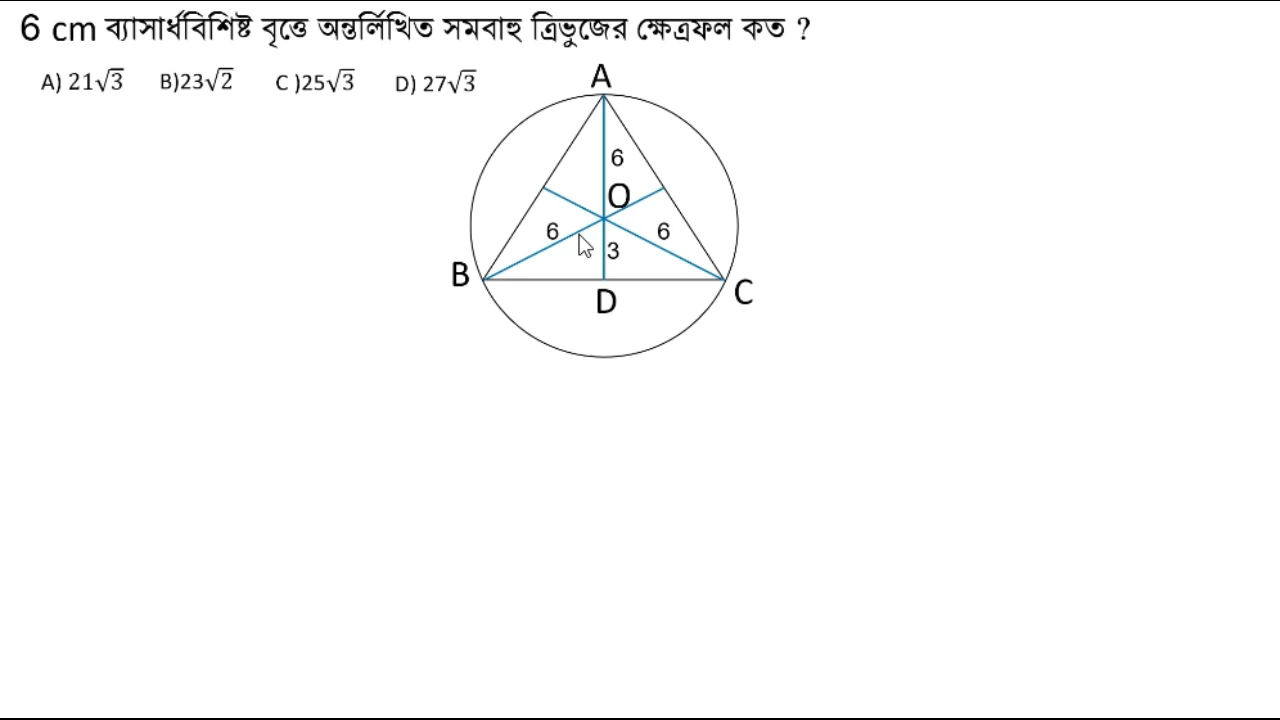 6 cm ব্যাসার্ধবিশিষ্ট বৃত্তে অন্তর্লিখিত সমবাহু ত্রিভুজের ক্ষেত্রফল কত ?
A) 21√3 B)23√2 C )25√3 D) 27√3
A
6
O
6 6
3
B
D
C